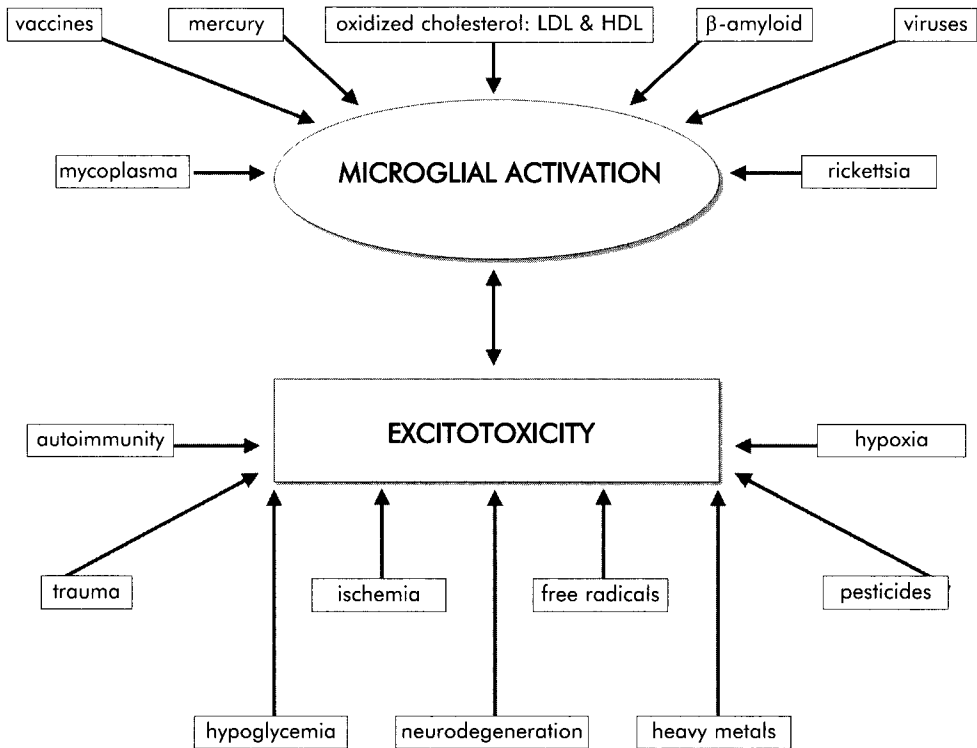 vaccines
mercury
oxidized cholesterol: LDL & HDL
β-amyloid
viruses
mycoplasma
MICROGLIAL ACTIVATION
rickettsia
autoimmunity
EXCITOTOXICITY
hypoxia
trauma
ischemia
free radicals
pesticides
hypoglycemia
neurodegeneration
heavy metals